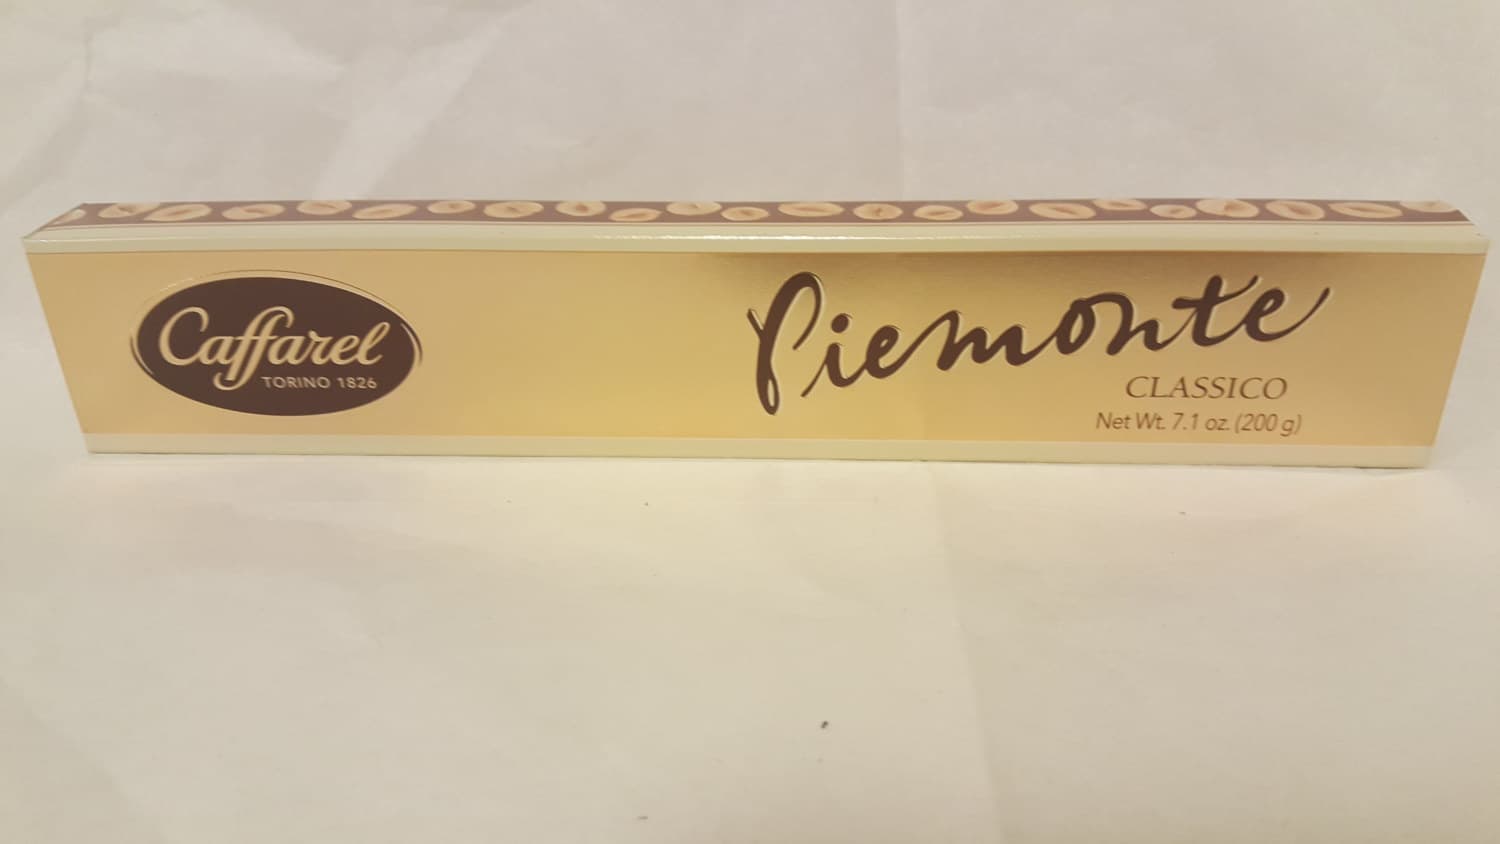 Caffarel
TORINO 1826
Piemonte
CLASSICO
Net Wt. 7.1 oz. (200 g)